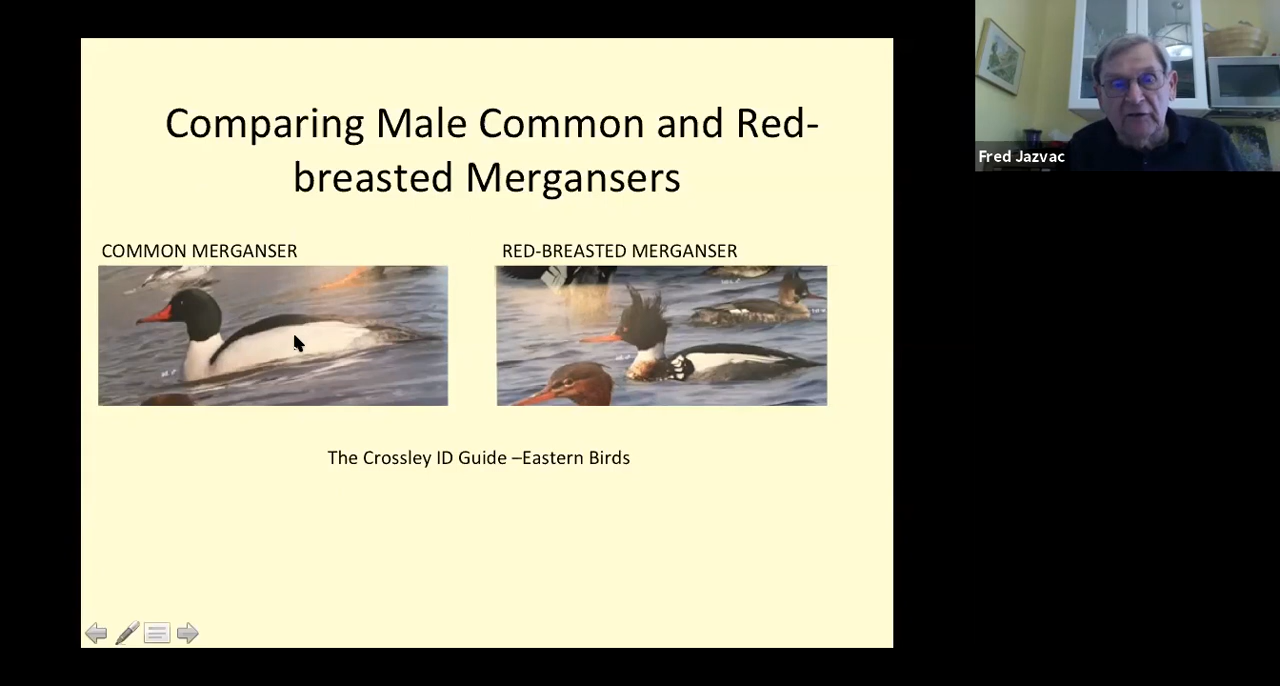 Comparing Male Common and Red-
breasted Mergansers
COMMON MERGANSER
RED-BREASTED MERGANSER
The Crossley ID Guide –Eastern Birds
Fred Jazvac